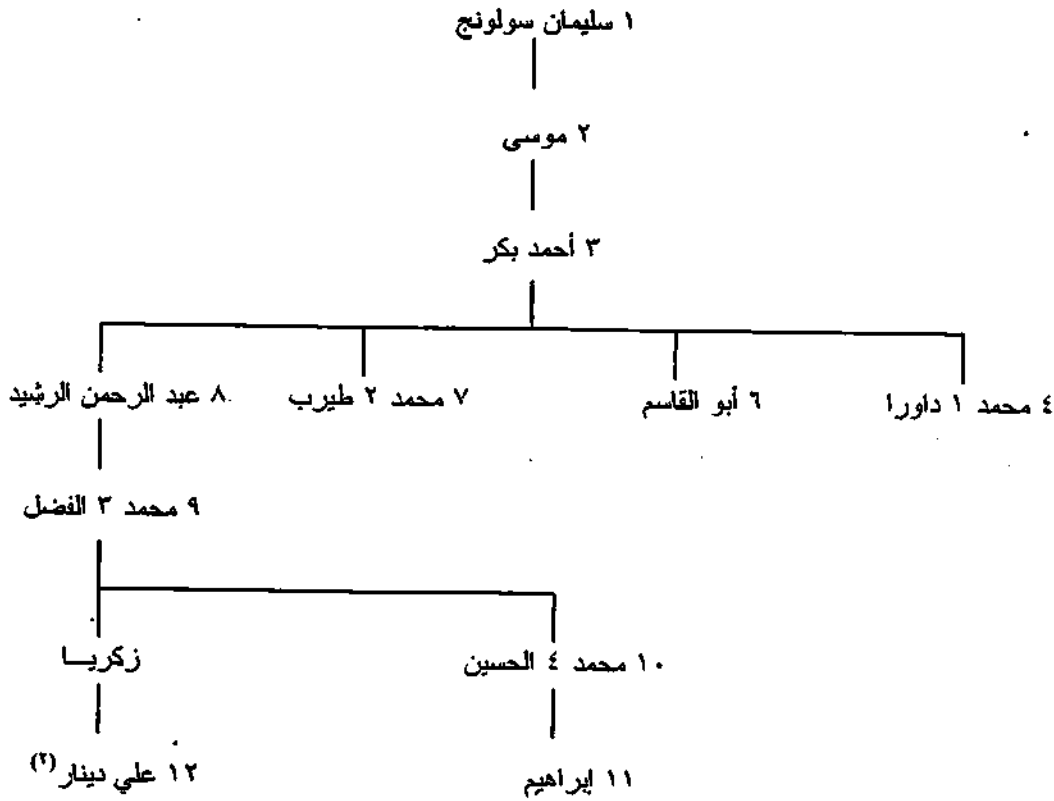 ١ سليمان سولونج
٢ موسى
٣ أحمد بكر
٤ محمد ١ داورا
٦ أبو القاسم
٧ محمد ٢ طيرب
٨ عبد الرحمن الرشيد
٩ محمد ٣ الفضل
١٠ محمد ٤ الحسين
زكريـــا
١١ إبراهيم
١٢ علي دينار (٢)